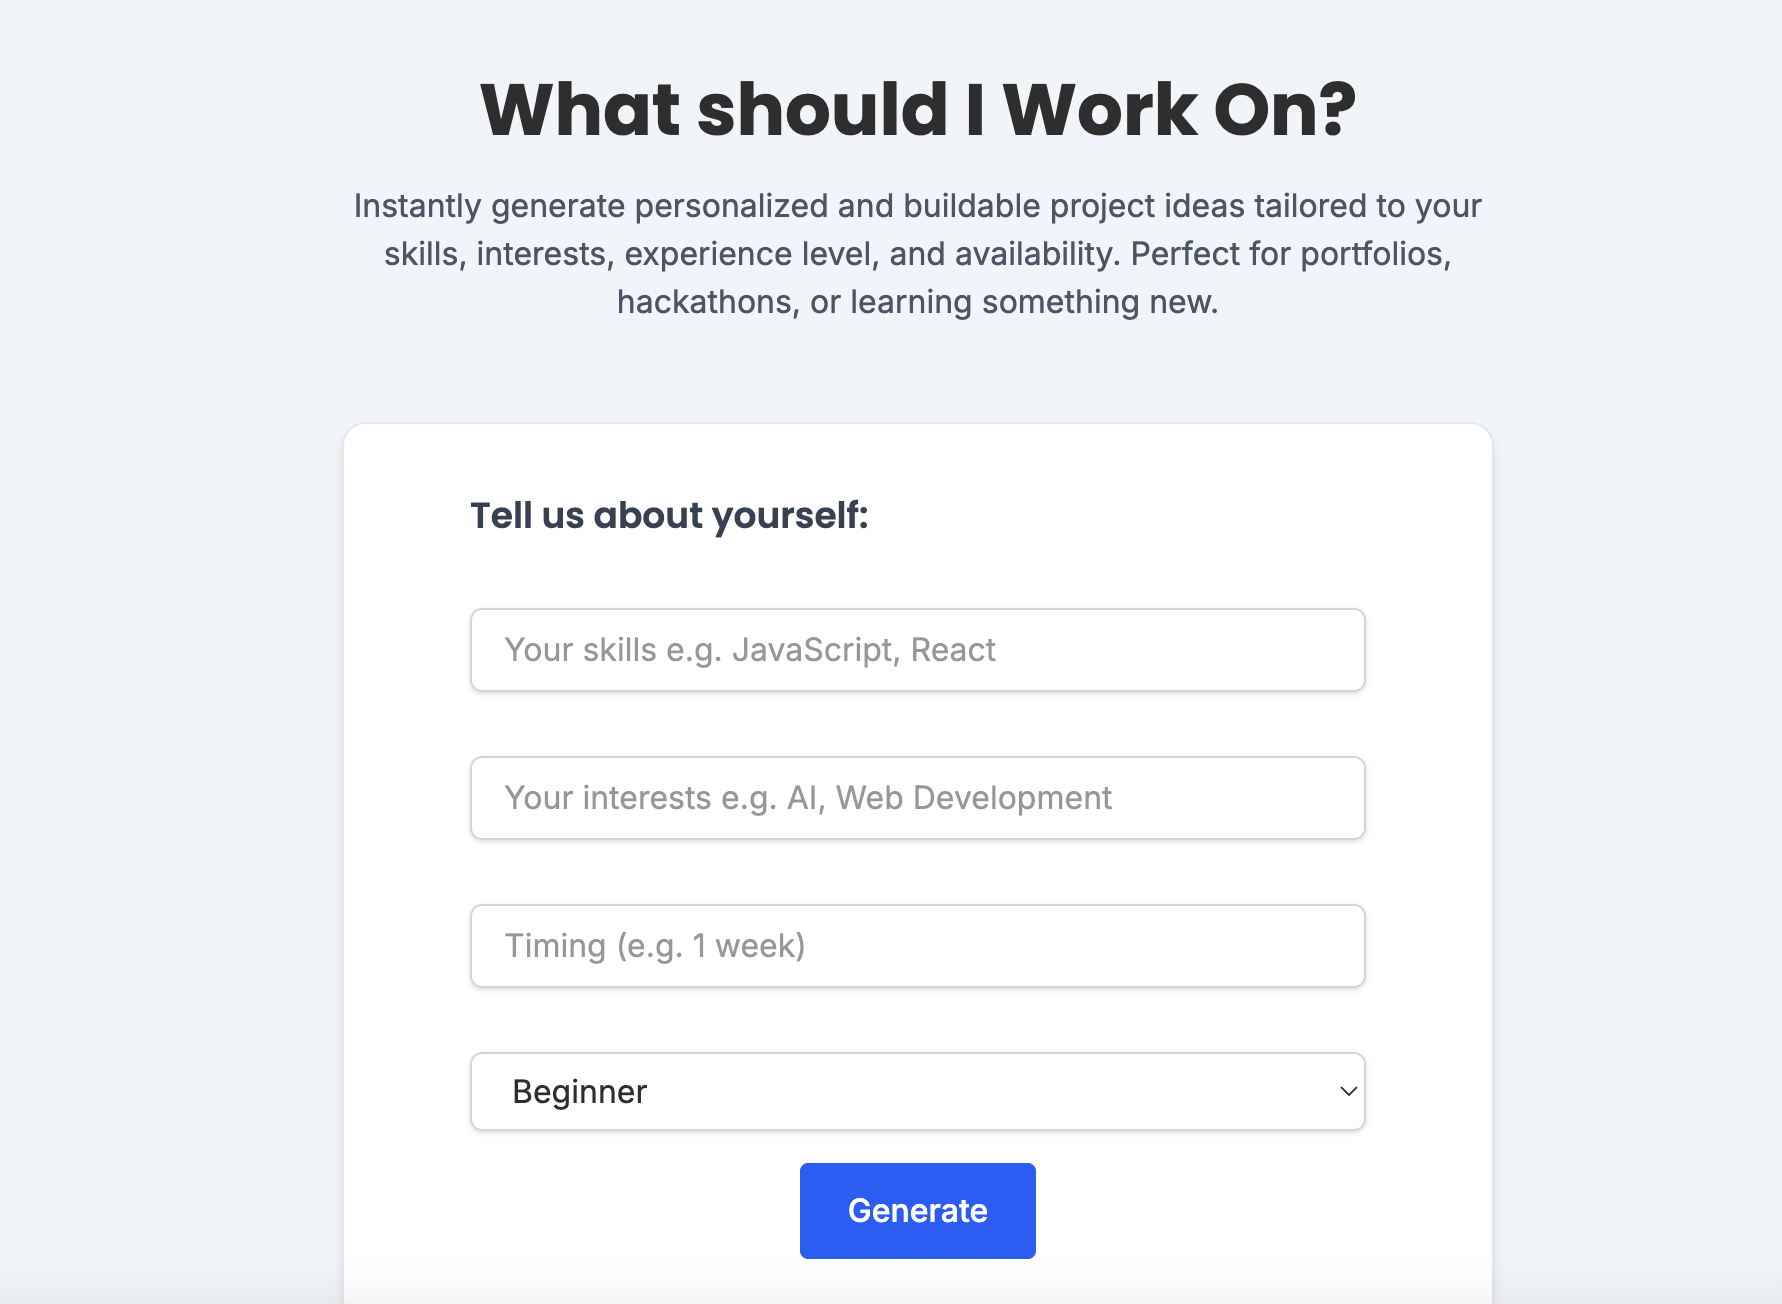 What should I Work On?
Instantly generate personalized and buildable project ideas tailored to your
skills, interests, experience level, and availability. Perfect for portfolios,
hackathons, or learning something new.
Tell us about yourself:
Your skills e.g. JavaScript, React
Your interests e.g. AI, Web Development
Timing (e.g. 1 week)
Beginner
Generate